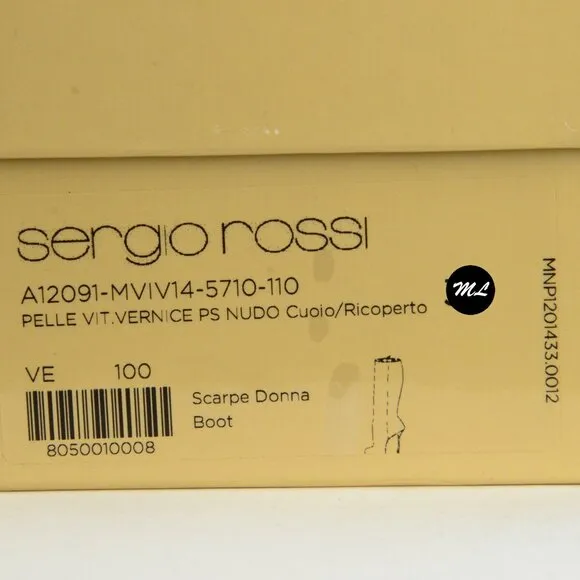 sergio rossi
A12091-MVIV14-5710-110
PELLE VIT.VERNICE PS NUDO Cuoio/Ricoperto
ML
VE 100
8050010008
Scarpe Donna
Boot
MNP1201433.0012